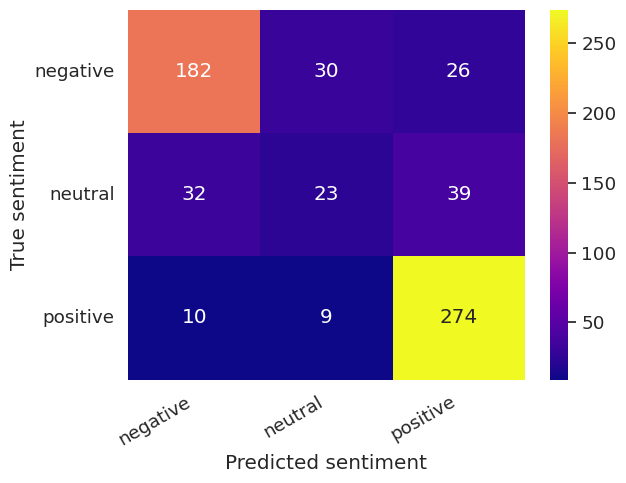 negative
neutral
positive
True sentiment
182 30 26
32 23 39
10 9 274
negative neutral positive
Predicted sentiment
250
200
150
100
50